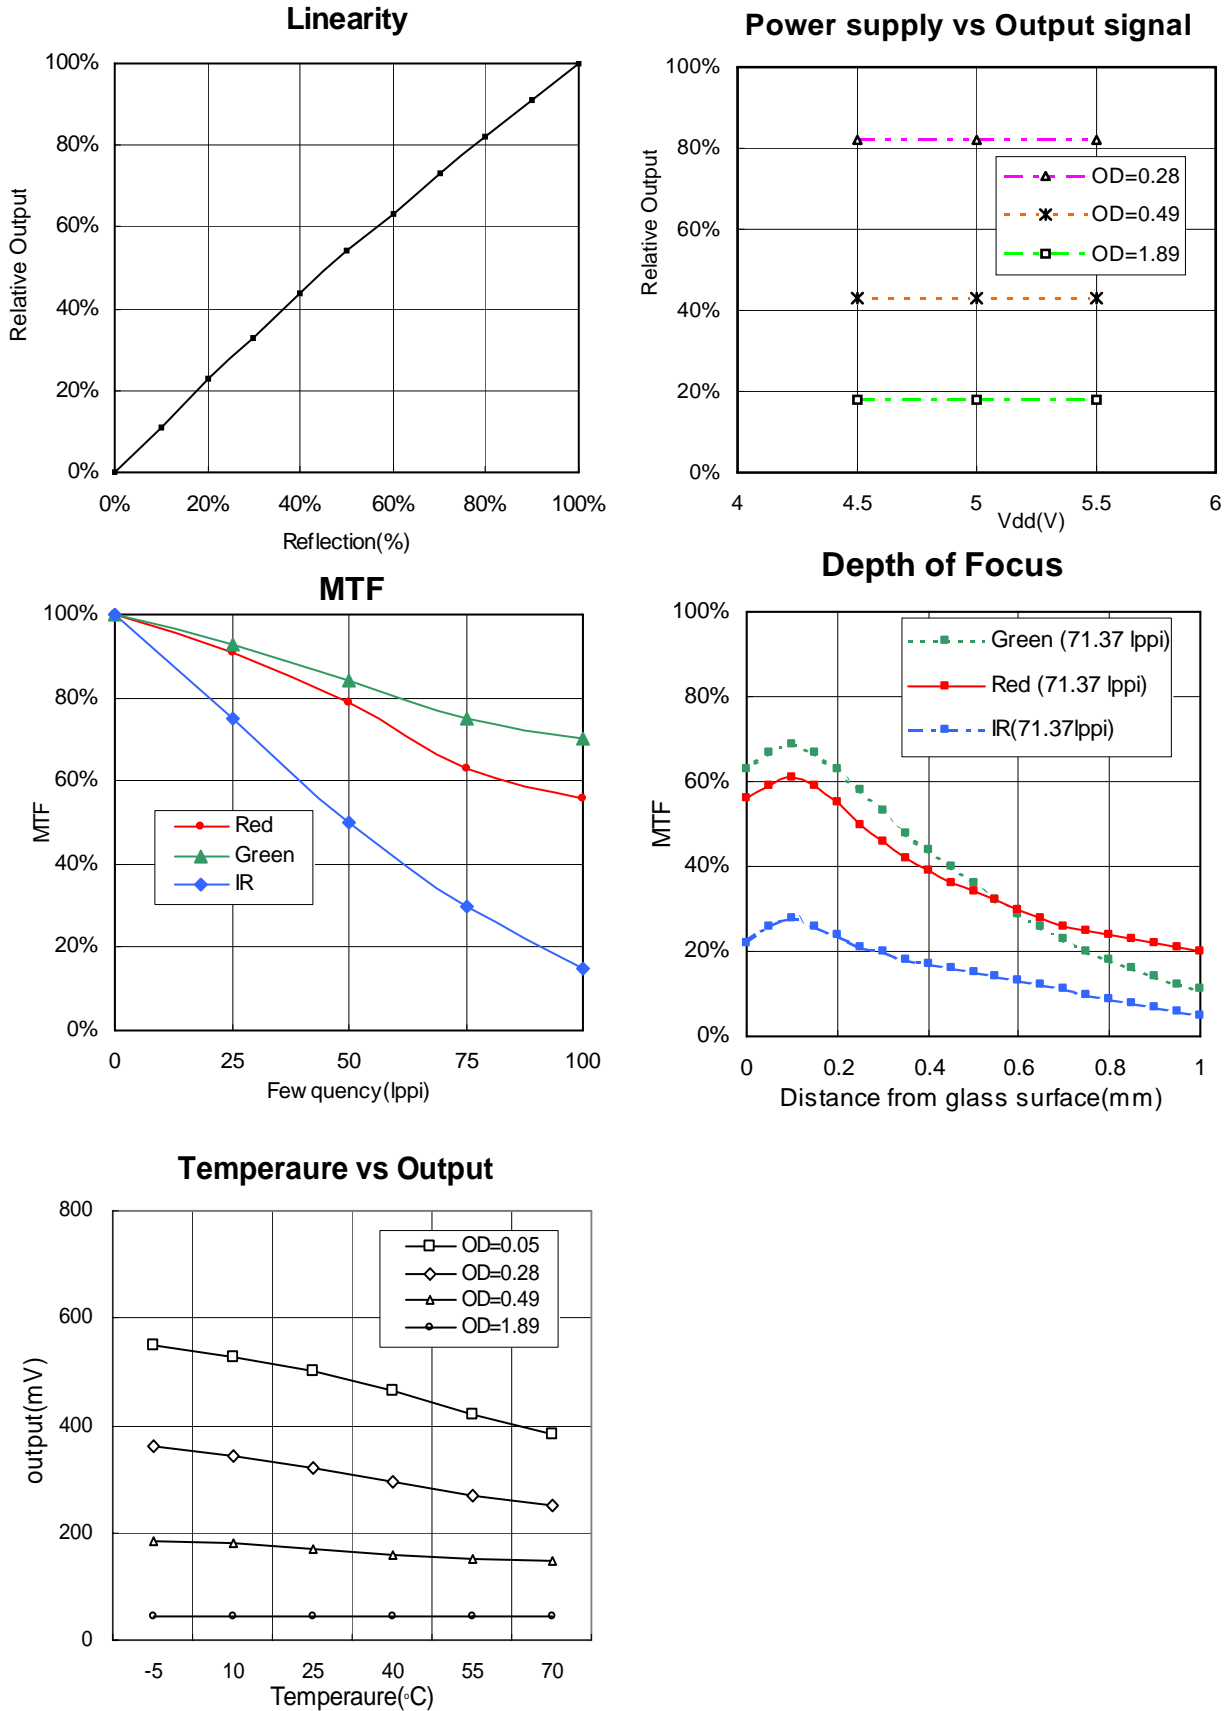 Linearity
100%
80%
60%
40%
20%
0%
Relative Output
0% 20% 40% 60% 80% 100%
Reflection(%)
Power supply vs Output signal
100%
80%
60%
40%
20%
0%
Relative Output
OD=0.28
OD=0.49
OD=1.89
4 4.5 5 5.5 6
Vdd(V)
MTF
100%
80%
60%
40%
20%
0%
MTF
Red
Green
IR
0 25 50 75 100
Few quency(lppi)
Depth of Focus
100%
80%
60%
40%
20%
0%
MTF
Green (71.37 lppi)
Red (71.37 lppi)
IR(71.37lppi)
0 0.2 0.4 0.6 0.8 1
Distance from glass surface(mm)
Temperaure vs Output
800
600
400
200
0
output(mV)
OD=0.05
OD=0.28
OD=0.49
OD=1.89
-5 10 25 40 55 70
Temperaure(°C)